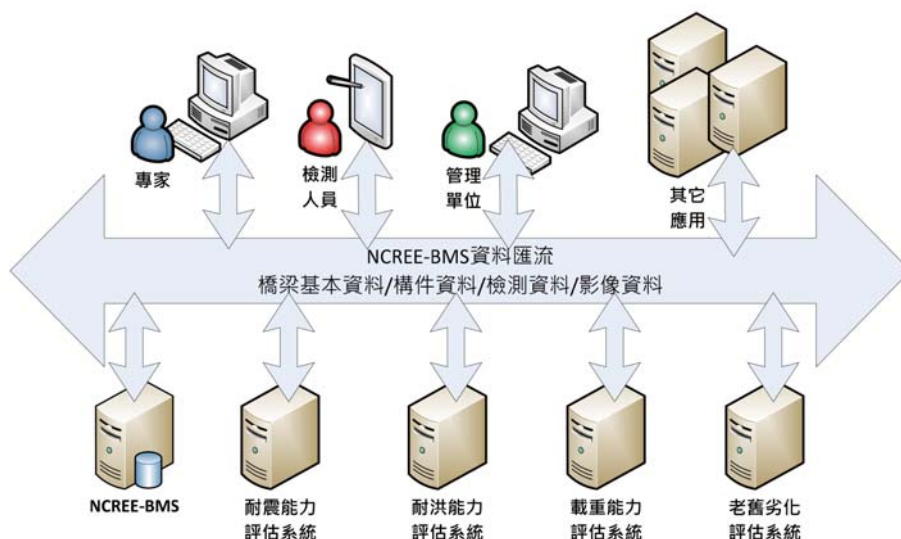 專家
檢測
人員
管理
單位
其它
應用
NCREE-BMS資料匯流
橋梁基本資料/構件資料/檢測資料/影像資料
NCREE-BMS
耐震能力
評估系統
耐洪能力
評估系統
載重能力
評估系統
老舊劣化
評估系統